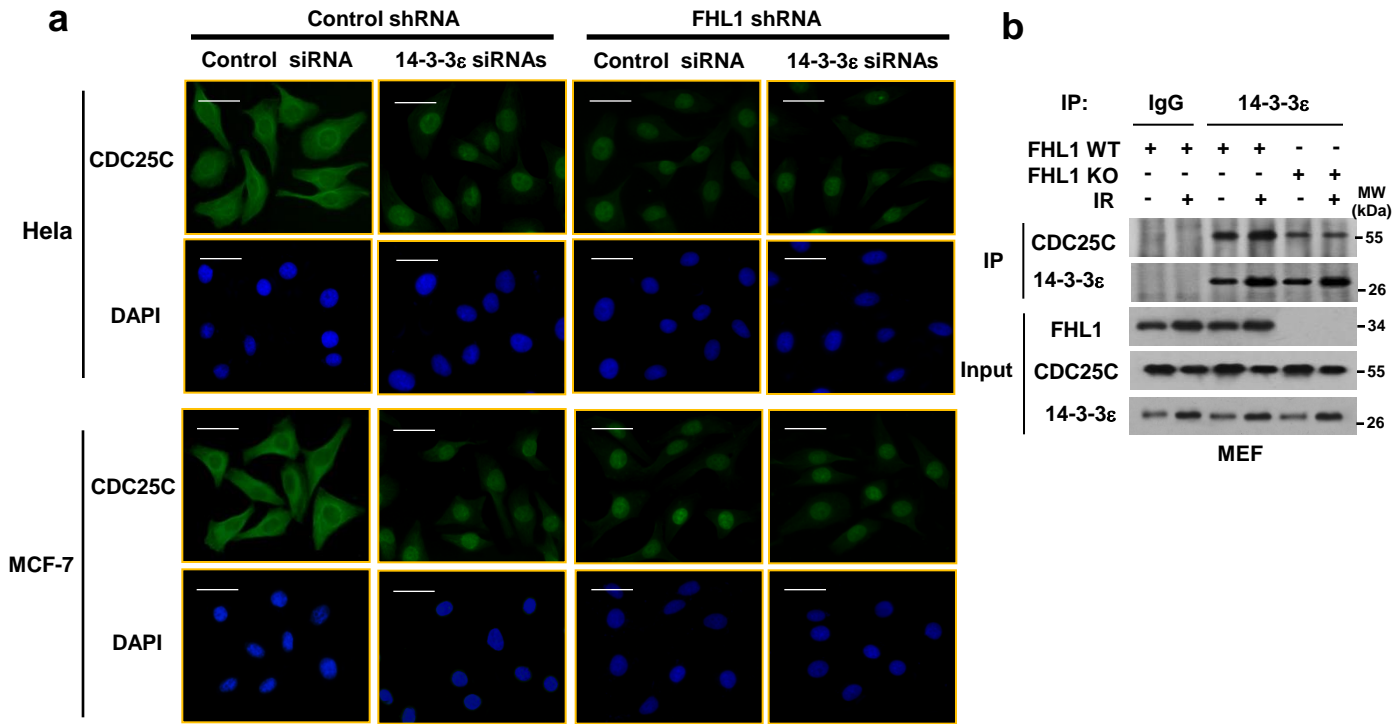 a
Control shRNA
FHL1 shRNA
Control siRNA
14-3-3ε siRNAs
Control siRNA
14-3-3ε siRNAs
Hela
CDC25C
DAPI
MCF-7
CDC25C
DAPI
b
IP: IgG 14-3-3ε
FHL1 WT + + + + - -
FHL1 KO - - - - + +
IR - + - + - +
MW
(kDa)
IP
CDC25C 55
14-3-3ε 26
Input
FHL1 34
CDC25C 55
14-3-3ε 26
MEF